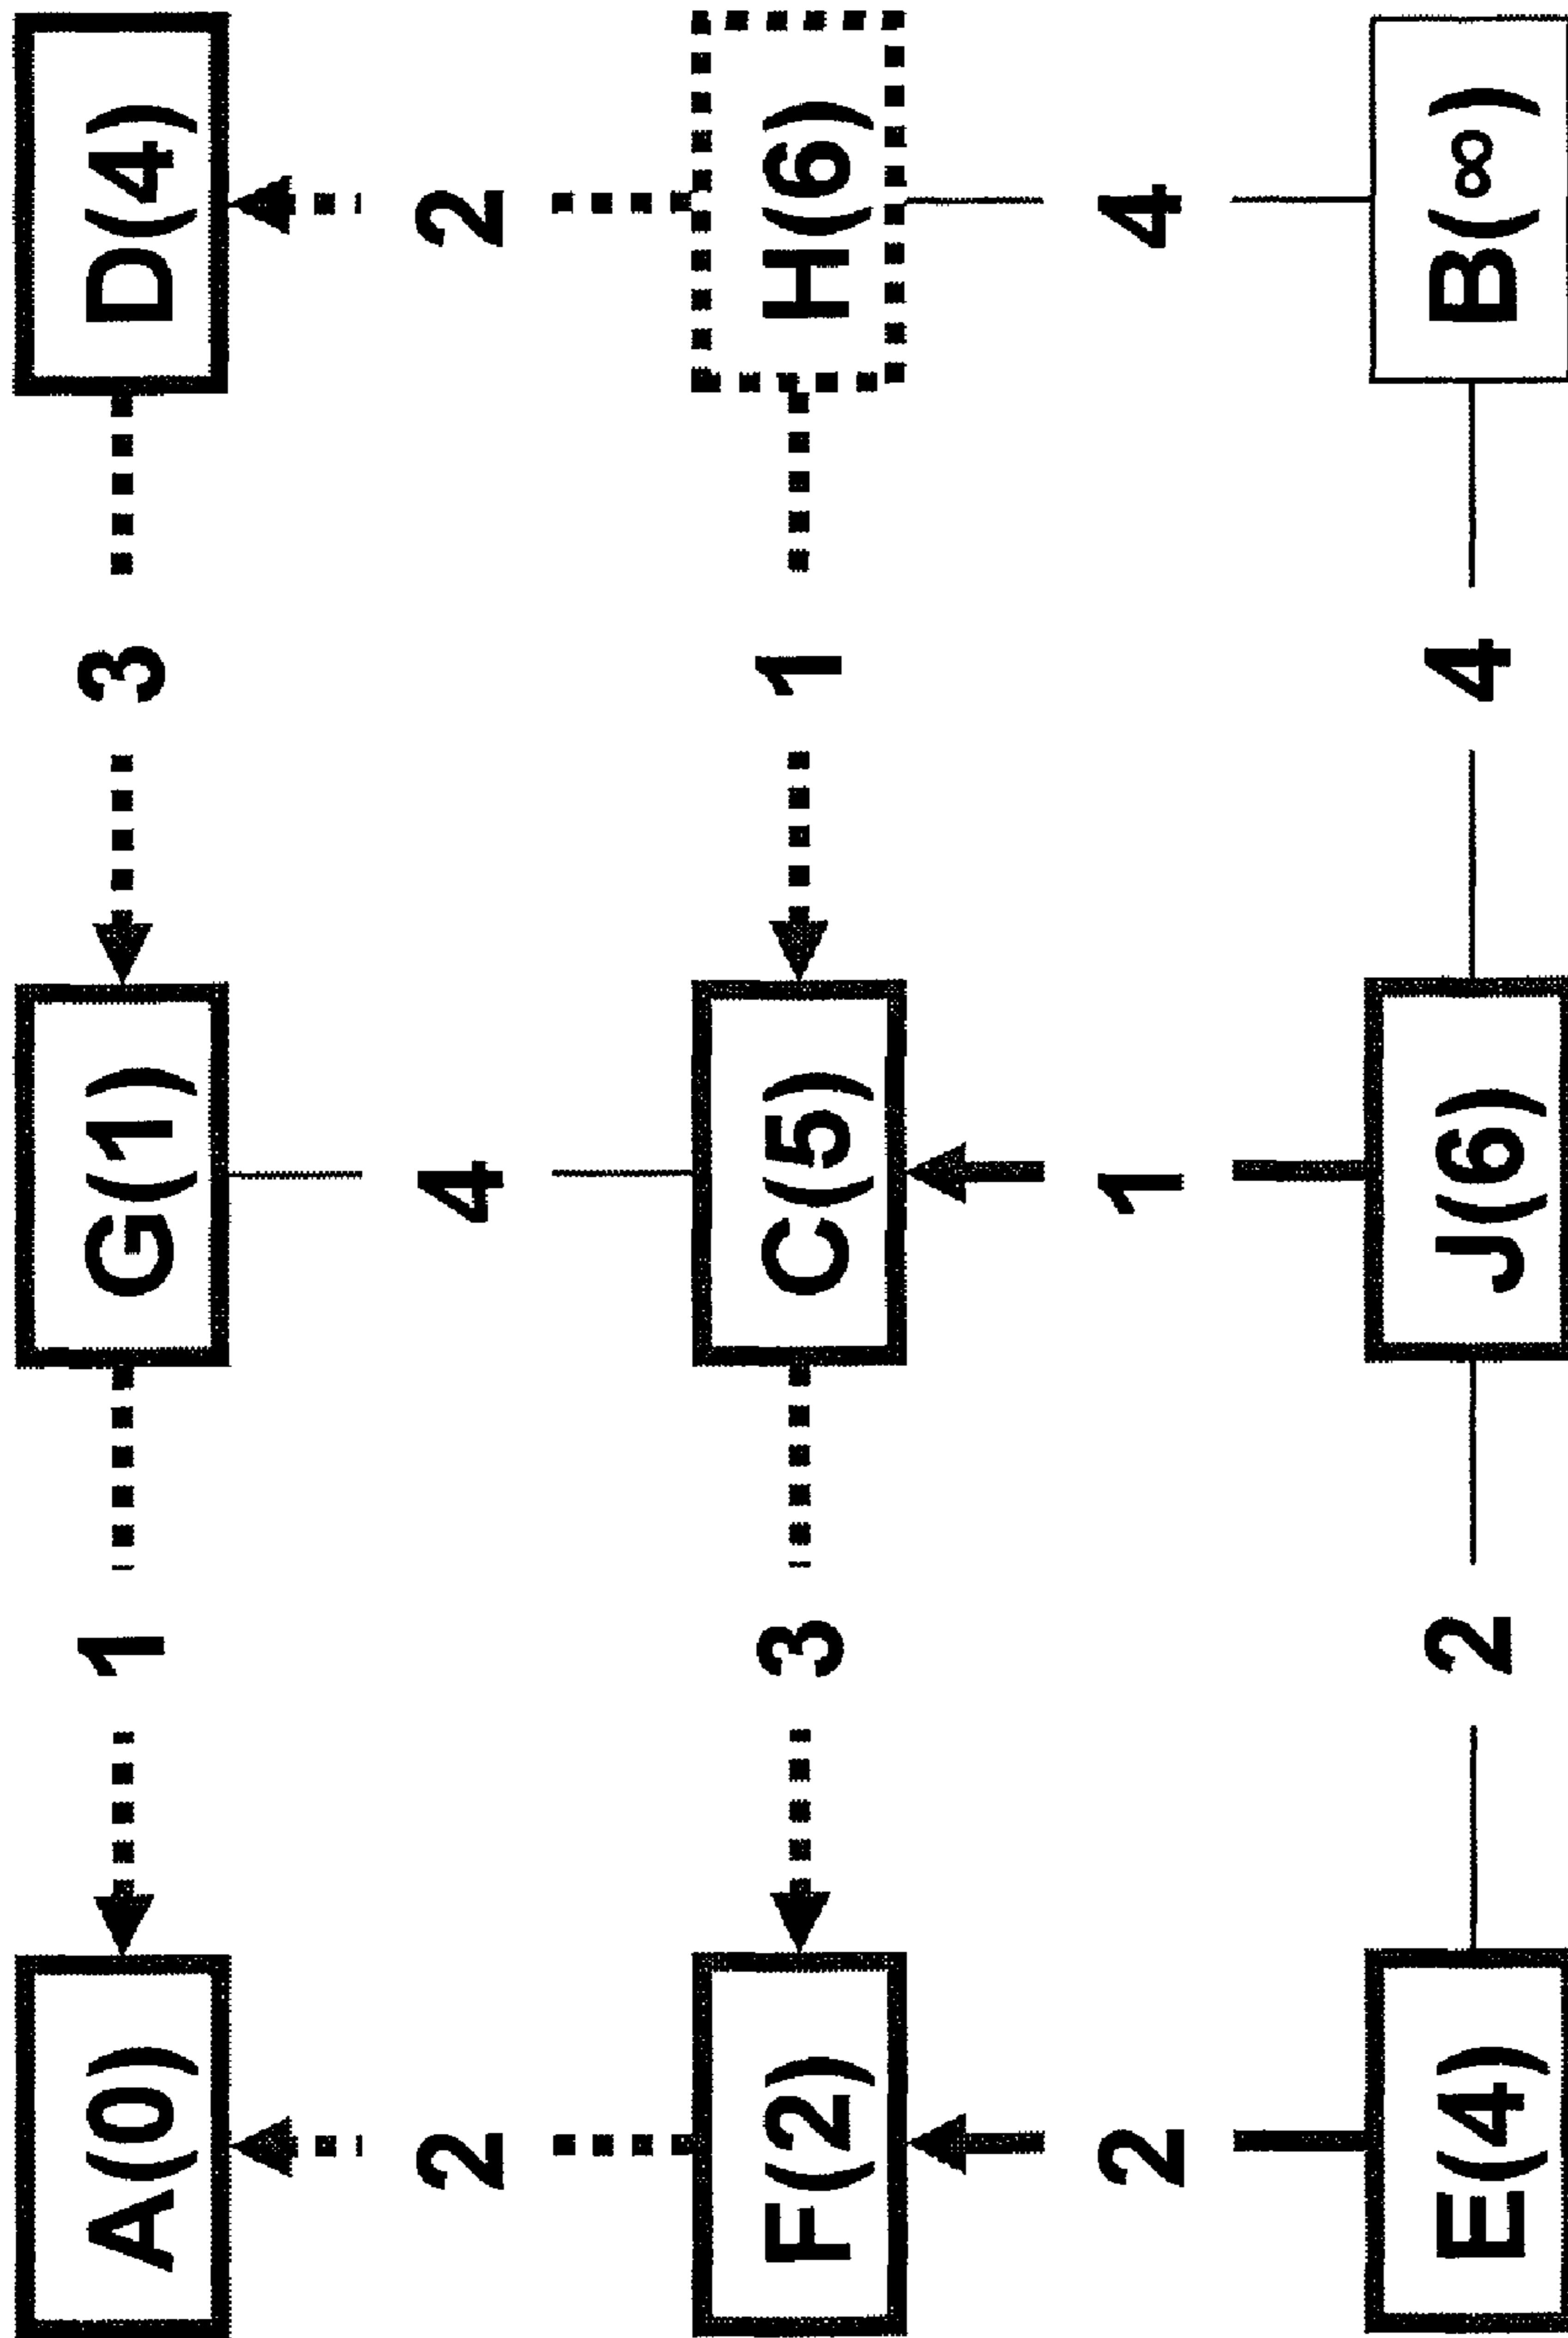 A(0) 1 G(1) 3 D(4)
2 4 2
F(2) 3 C(5) 1 H(6)
2 1 4
E(4) 2 J(6) 4 B(∞)